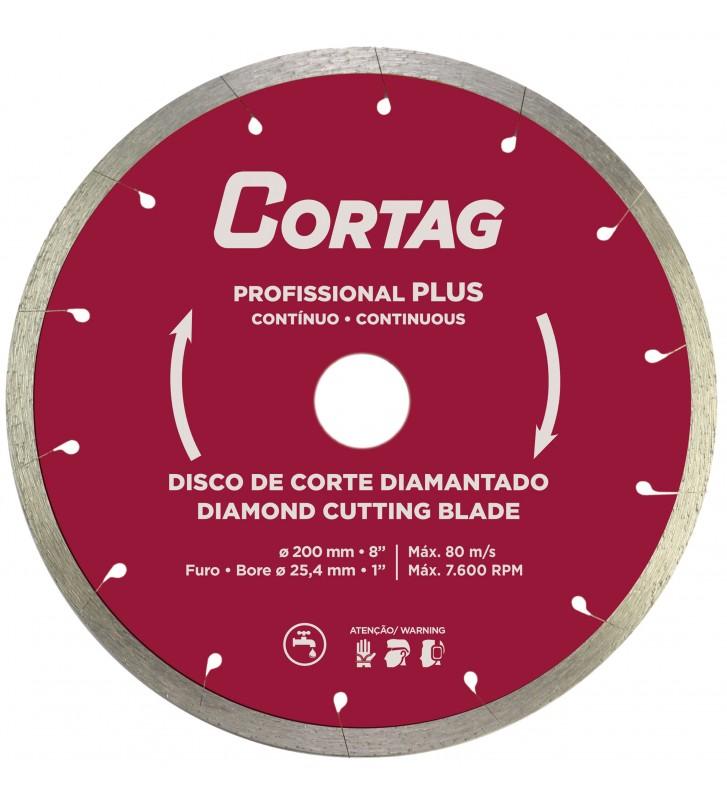 CORTAG
PROFISSIONAL PLUS
CONTÍNUO • CONTINUOUS
DISCO DE CORTE DIAMANTADO
DIAMOND CUTTING BLADE
ø 200 mm • 8” | Máx. 80 m/s
Furo • Bore ø 25,4 mm • 1” | Máx. 7.600 RPM
ATENÇÃO/ WARNING